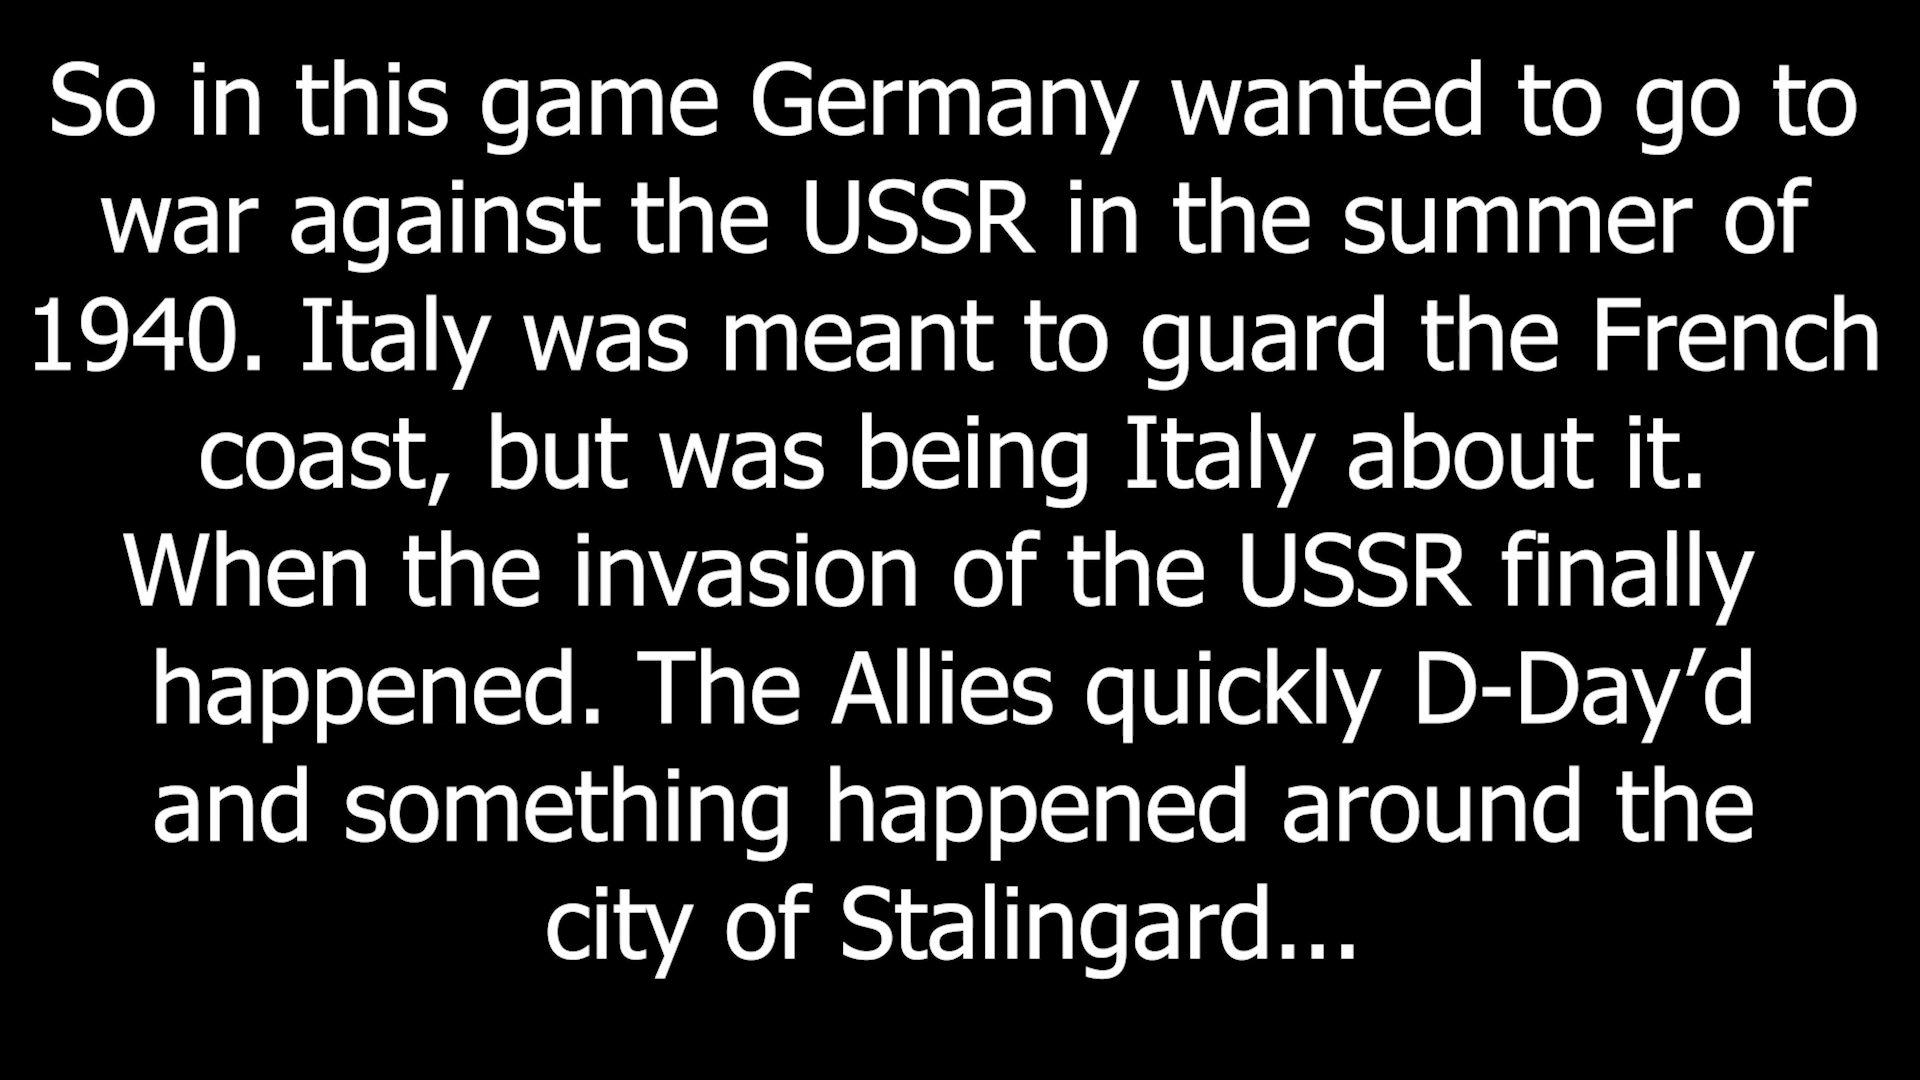 So in this game Germany wanted to go to
war against the USSR in the summer of
1940. Italy was meant to guard the French
coast, but was being Italy about it.
When the invasion of the USSR finally
happened. The Allies quickly D-Day’d
and something happened around the
city of Stalingard...